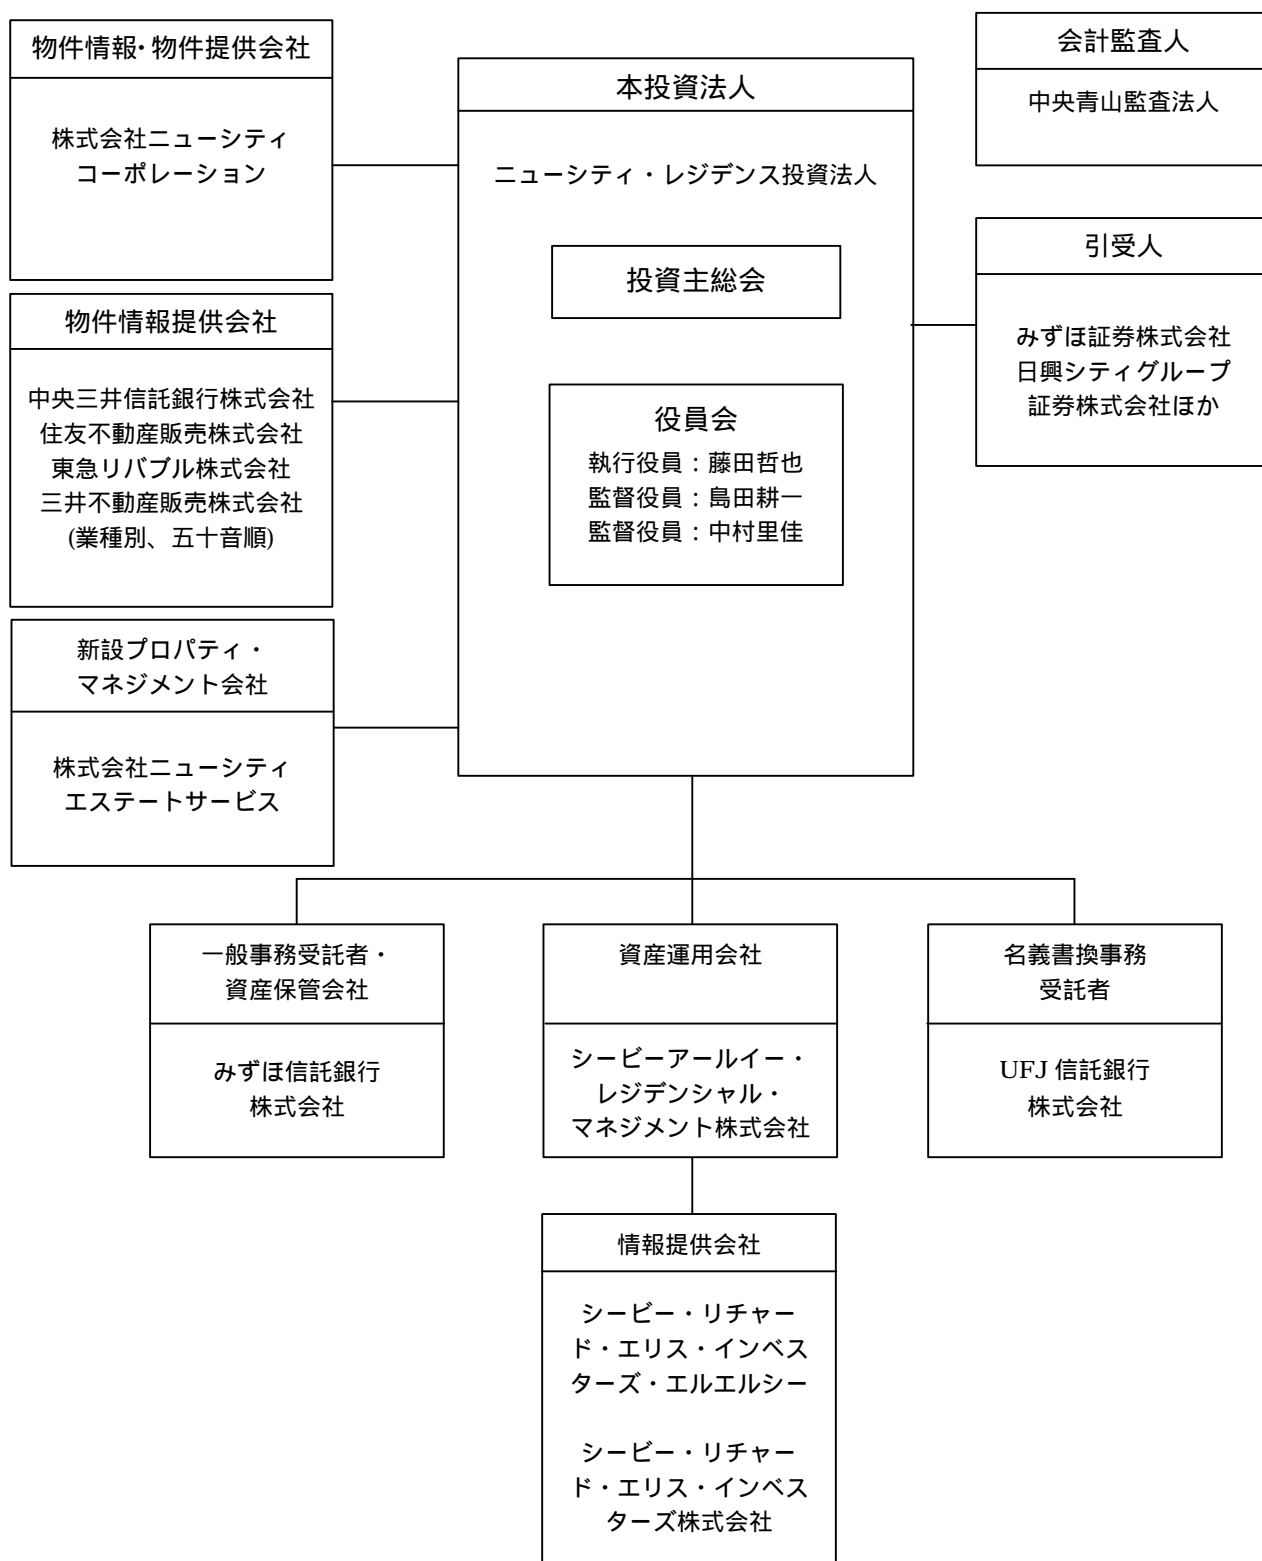 物件情報・物件提供会社
株式会社ニューシティ
コーポレーション
物件情報提供会社
中央三井信託銀行株式会社
住友不動産販売株式会社
東急リバブル株式会社
三井不動産販売株式会社
(業種別、五十音順)
新設プロパティ・
マネジメント会社
株式会社ニューシティ
エステートサービス
本投資法人
ニューシティ・レジデンス投資法人
投資主総会
役員会
執行役員：藤田哲也
監督役員：島田耕一
監督役員：中村里佳
会計監査人
中央青山監査法人
引受人
みずほ証券株式会社
日興シティグループ
証券株式会社ほか
一般事務受託者・
資産保管会社
みずほ信託銀行
株式会社
資産運用会社
シービーアールイー・
レジデンシャル・
マネジメント株式会社
名義書換事務
受託者
UFJ 信託銀行
株式会社
情報提供会社
シービー・リチャー
ド・エリス・インベス
ターズ・エルエルシー
シービー・リチャー
ド・エリス・インベス
ターズ株式会社